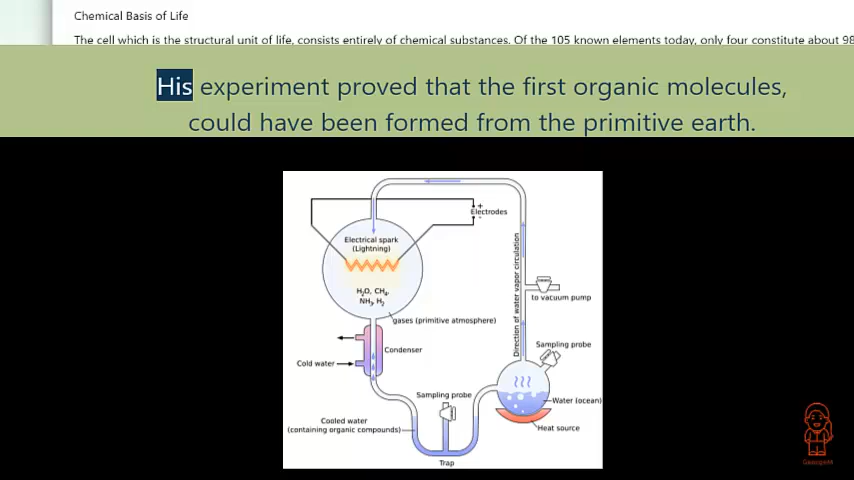 Chemical Basis of Life
The cell which is the structural unit of life, consists entirely of chemical substances. Of the 105 known elements today, only four constitute about 98
His experiment proved that the first organic molecules,
could have been formed from the primitive earth.
Electrodes
+
-
Electrical spark
(Lightning)
H₂O, CH₄,
NH₃, H₂
gases (primitive atmosphere)
Direction of water vapor circulation
to vacuum pump
Condenser
Cold water
Sampling probe
Sampling probe
Water (ocean)
Heat source
Cooled water
(containing organic compounds)
Trap